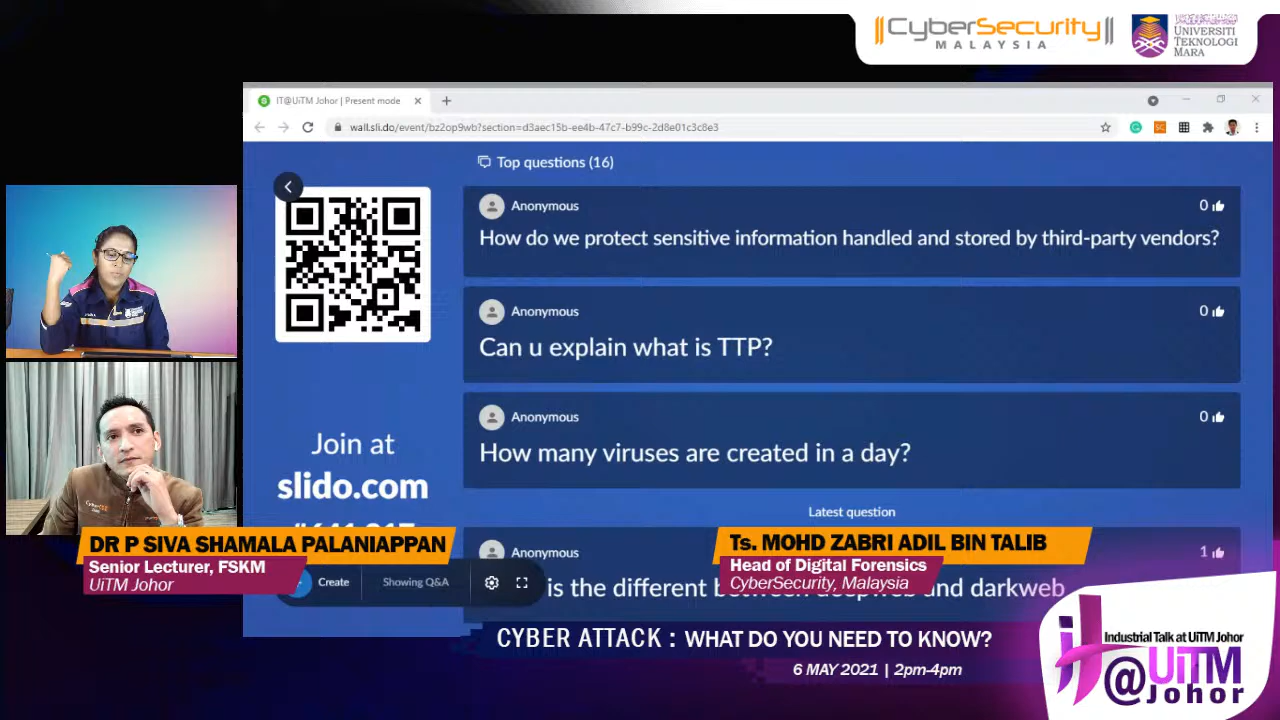 CyberSecurity
MALAYSIA
UNIVERSITI
TEKNOLOGI
MARA
IT@UiTM Johor | Present mode
wall.sli.do/event/bz2op9wb?section=d3aec15b-ee4b-47c7-b99c-2d8e01c3c8e3
Top questions (16)
Anonymous
0
How do we protect sensitive information handled and stored by third-party vendors?
Anonymous
0
Can u explain what is TTP?
Anonymous
0
How many viruses are created in a day?
Join at
slido.com
Latest question
Anonymous
1
is the different between deepweb and darkweb
Create
Showing Q&A
DR P SIVA SHAMALA PALANIAPPAN
Senior Lecturer, FSKM
UiTM Johor
Ts. MOHD ZABRI ADIL BIN TALIB
Head of Digital Forensics
CyberSecurity, Malaysia
CYBER ATTACK : WHAT DO YOU NEED TO KNOW?
6 MAY 2021 | 2pm-4pm
Industrial Talk at UiTM Johor
iT@UiTM
Johor